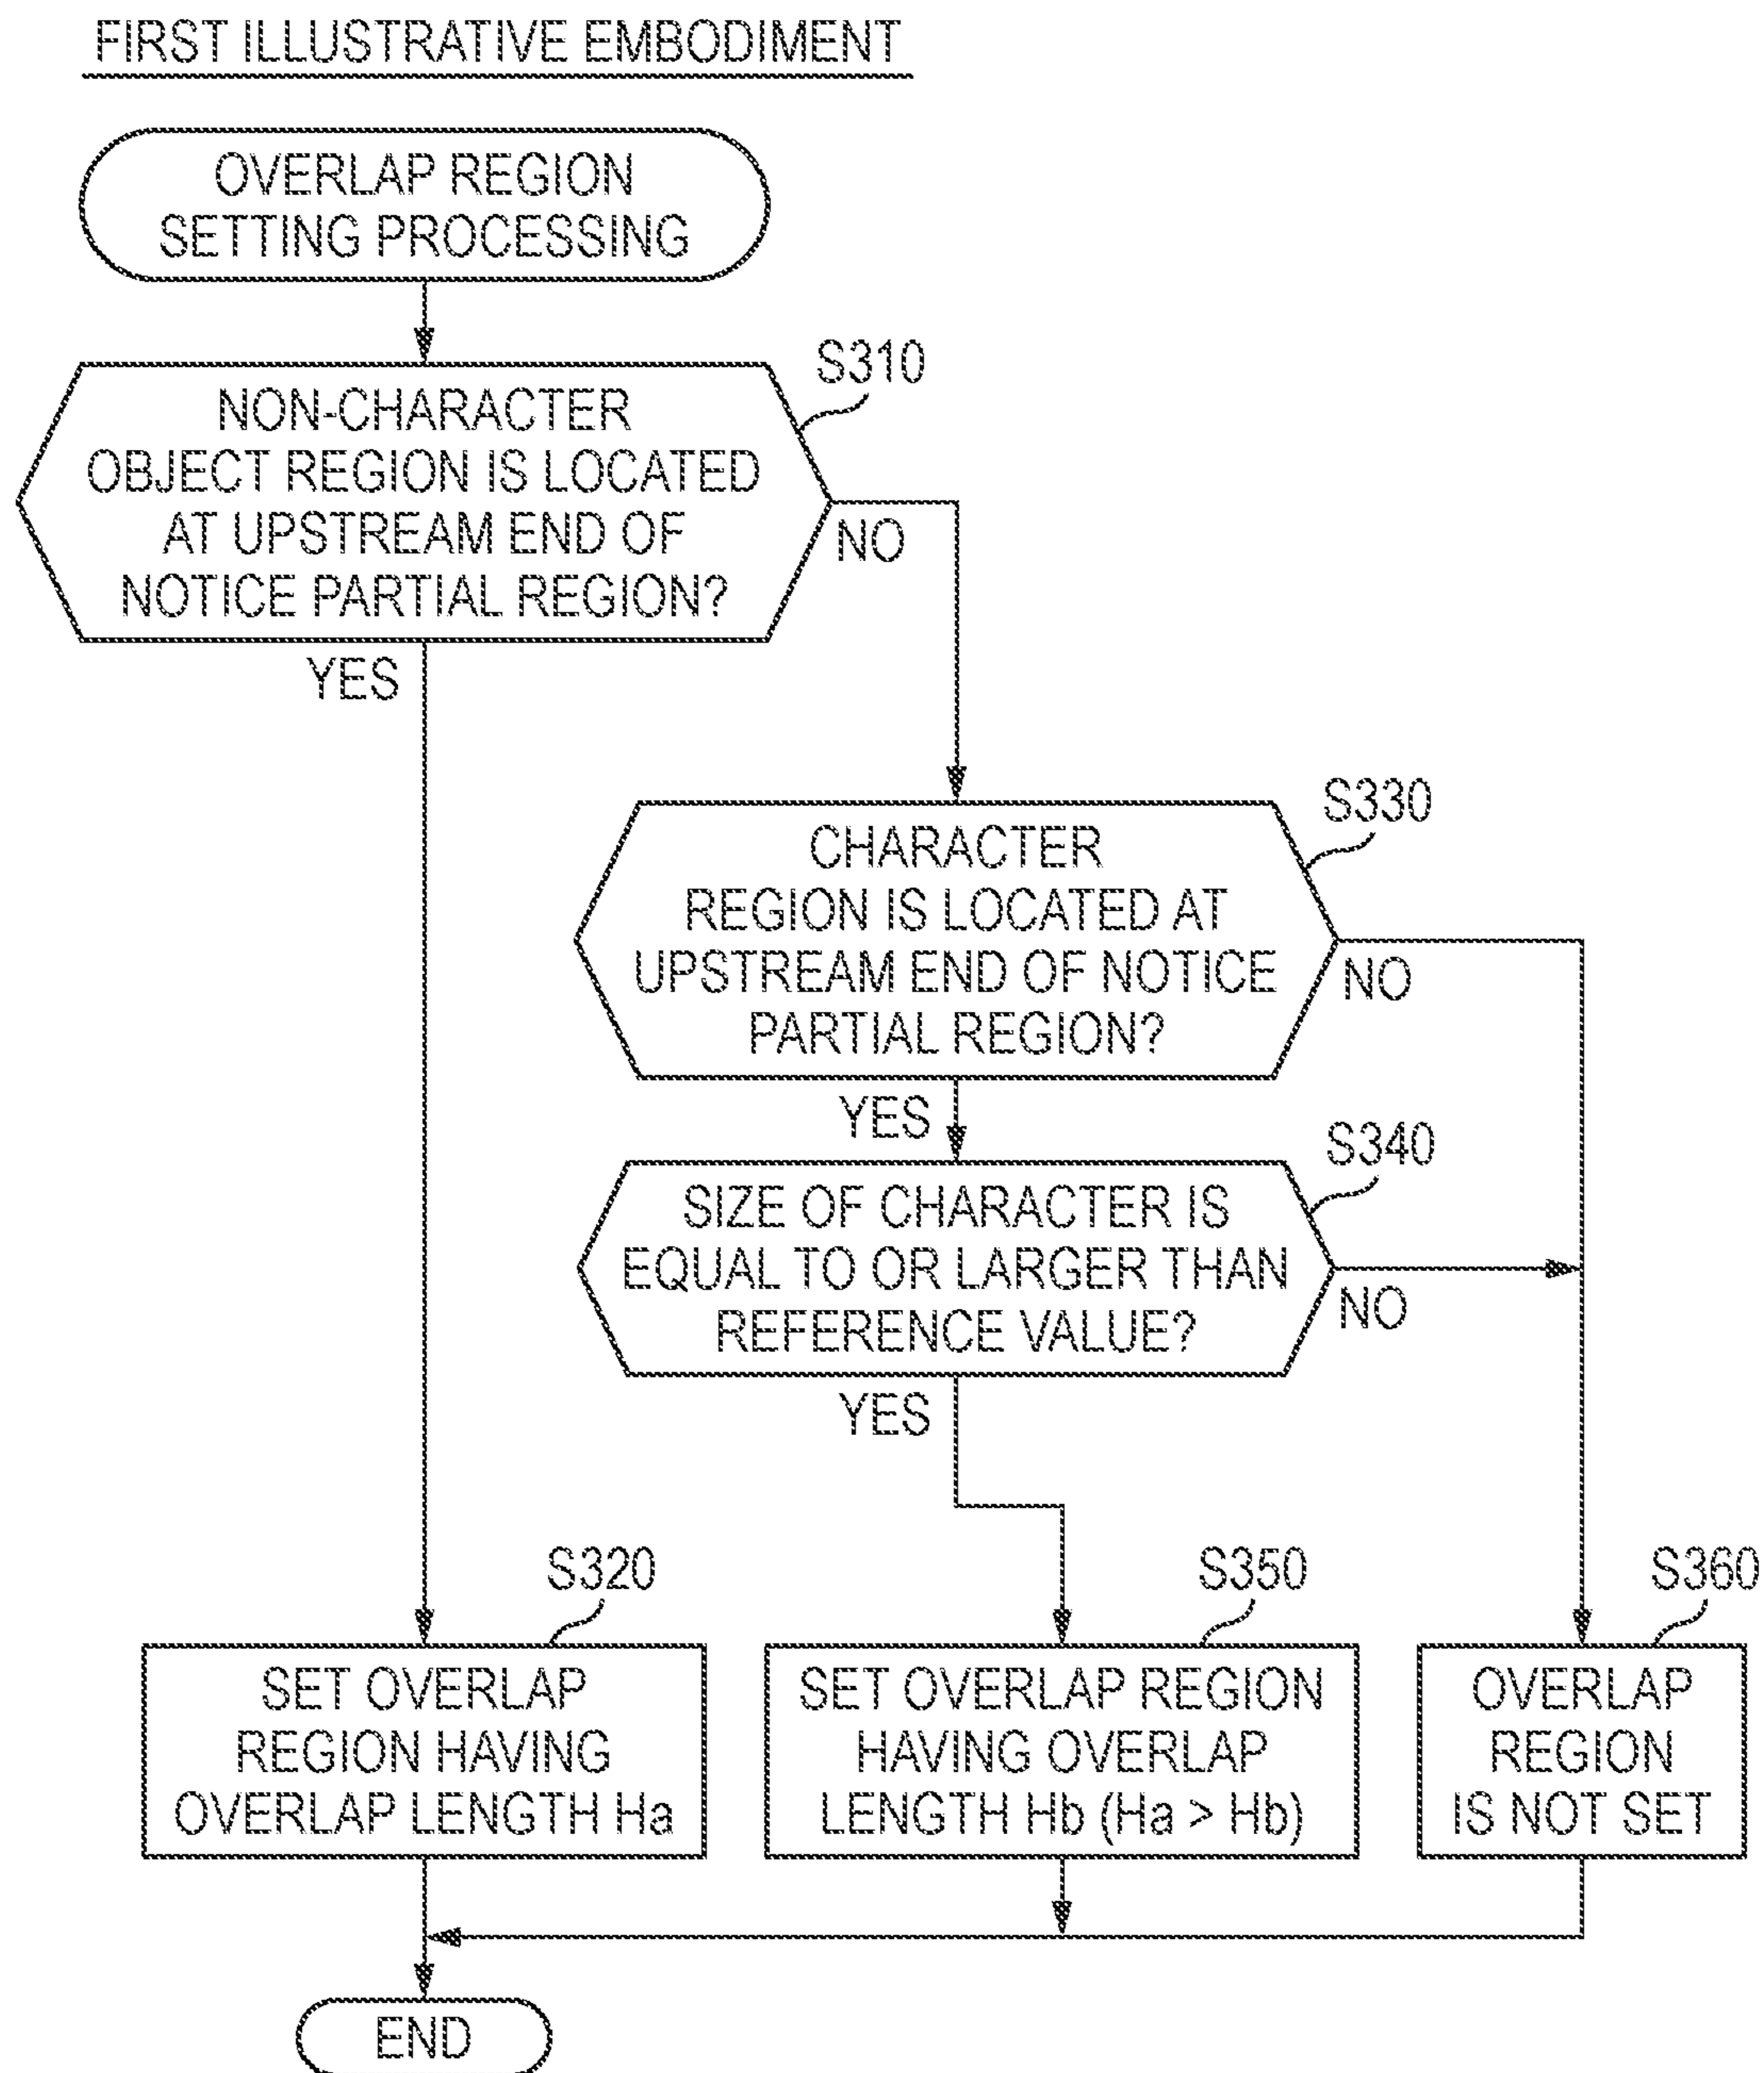 FIRST ILLUSTRATIVE EMBODIMENT
OVERLAP REGION
SETTING PROCESSING
S310
NON-CHARACTER
OBJECT REGION IS LOCATED
AT UPSTREAM END OF
NOTICE PARTIAL REGION?
NO
YES
S330
CHARACTER
REGION IS LOCATED AT
UPSTREAM END OF NOTICE
PARTIAL REGION?
NO
YES
S340
SIZE OF CHARACTER IS
EQUAL TO OR LARGER THAN
REFERENCE VALUE?
NO
YES
S320
SET OVERLAP
REGION HAVING
OVERLAP LENGTH Ha
S350
SET OVERLAP REGION
HAVING OVERLAP
LENGTH Hb (Ha > Hb)
S360
OVERLAP
REGION
IS NOT SET
END